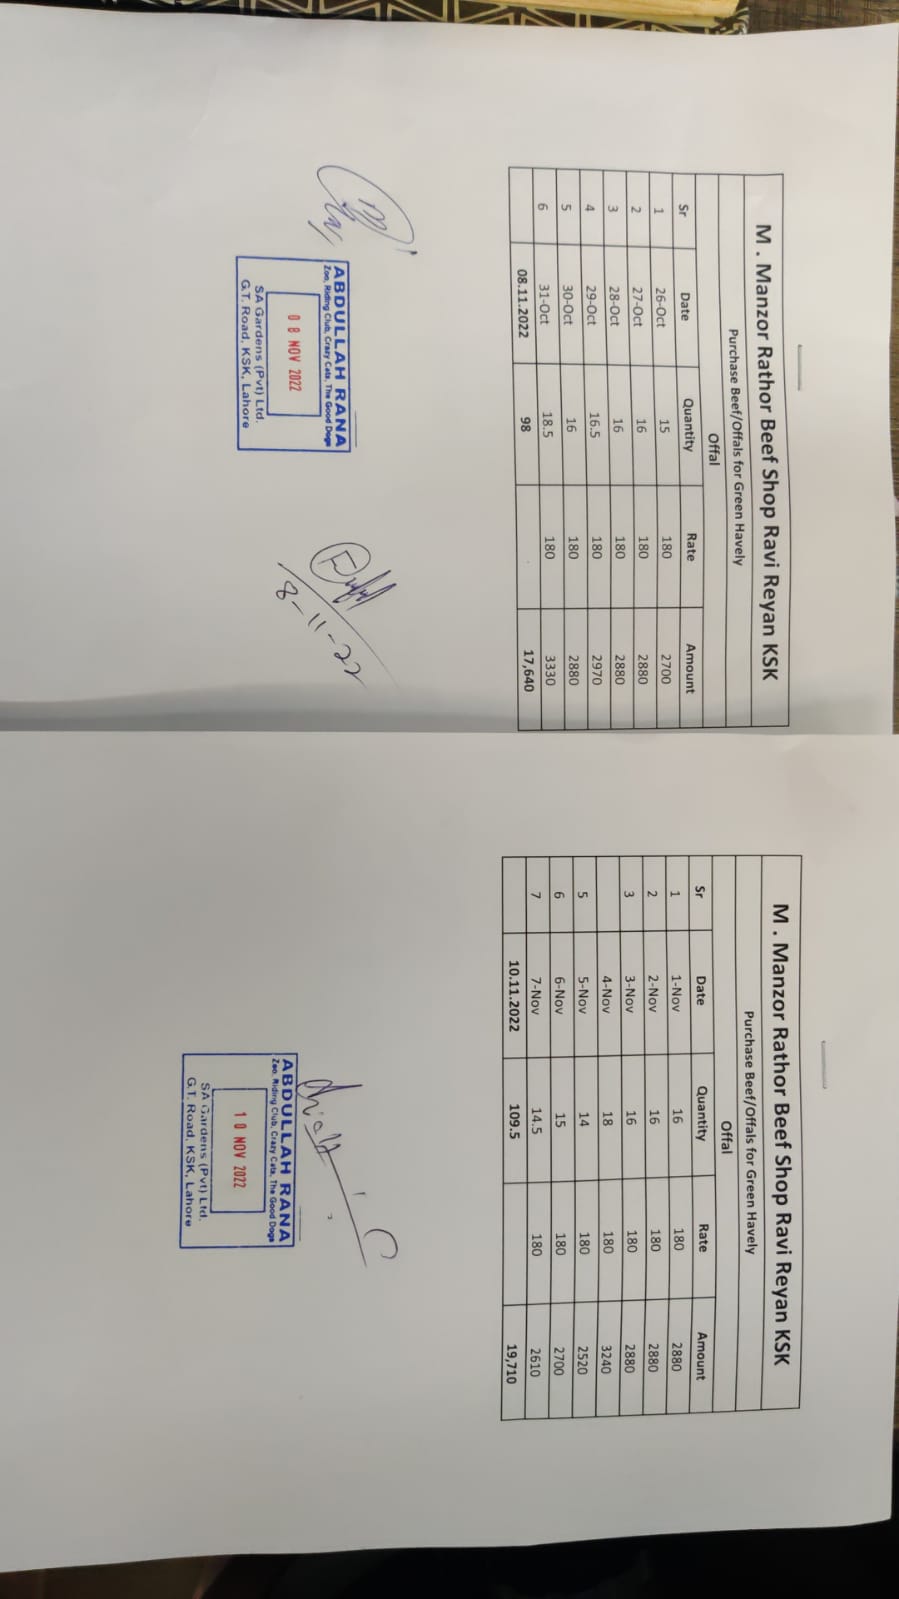 M . Manzor Rathor Beef Shop Ravi Reyan KSK
Purchase Beef/Offals for Green Havely
Offal
Sr Date Quantity Rate Amount
1 26-Oct 15 180 2700
2 27-Oct 16 180 2880
3 28-Oct 16 180 2880
4 29-Oct 16.5 180 2970
5 30-Oct 16 180 2880
6 31-Oct 18.5 180 3330
08.11.2022 98 17,640
ABDULLAH RANA
Zoo, Riding Club, Crazy Cats, The Good Dogs
08 NOV 2022
SA Gardens (Pvt) Ltd.
G.T. Road, KSK, Lahore
8-11-22
M . Manzor Rathor Beef Shop Ravi Reyan KSK
Purchase Beef/Offals for Green Havely
Offal
Sr Date Quantity Rate Amount
1 1-Nov 16 180 2880
2 2-Nov 16 180 2880
3 3-Nov 16 180 2880
4-Nov 18 180 3240
5 5-Nov 14 180 2520
6 6-Nov 15 180 2700
7 7-Nov 14.5 180 2610
10.11.2022 109.5 19,710
ABDULLAH RANA
Zoo, Riding Club, Crazy Cats, The Good Dogs
10 NOV 2022
SA Gardens (Pvt) Ltd.
G.T. Road, KSK, Lahore